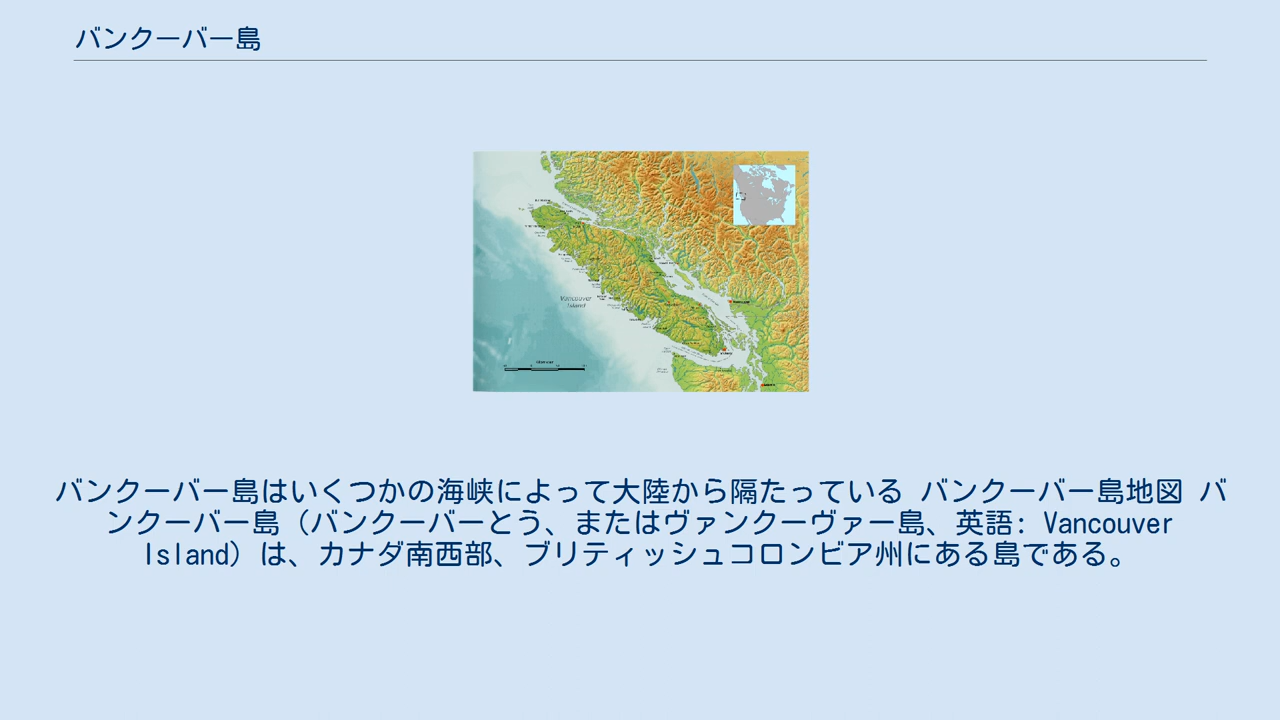 バンクーバー島
Vancouver
Island
バンクーバー島はいくつかの海峡によって大陸から隔たっている バンクーバー島地図 バ
ンクーバー島（バンクーバーとう、またはヴァンクーヴァー島、英語: Vancouver
Island）は、カナダ南西部、ブリティッシュコロンビア州にある島である。